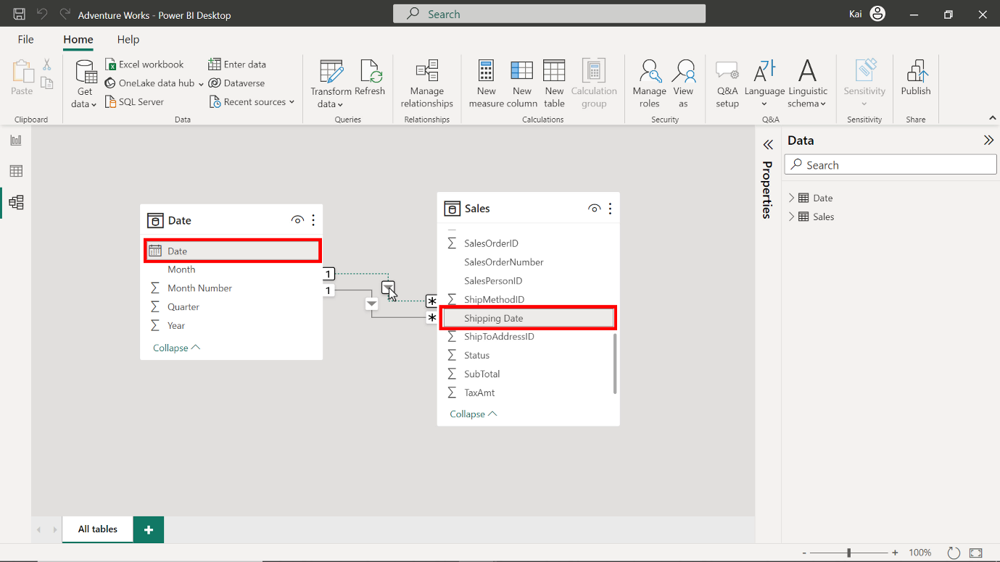 Adventure Works - Power BI Desktop
Search
Kai
File
Home
Help
Paste
Get data
Excel workbook
OneLake data hub
SQL Server
Enter data
Dataverse
Recent sources
Transform data
Refresh
Manage relationships
New measure
New column
New table
Calculation group
Manage roles
View as
Q&A setup
Language
Linguistic schema
Sensitivity
Publish
Clipboard
Data
Queries
Relationships
Calculations
Security
Q&A
Sensitivity
Share
Date
Date
Month
Month Number
Quarter
Year
Collapse
1
1
*
*
Sales
SalesOrderID
SalesOrderNumber
SalesPersonID
ShipMethodID
Shipping Date
ShipToAddressID
Status
SubTotal
TaxAmt
Collapse
Properties
Data
Search
Date
Sales
All tables
+
- + 100%